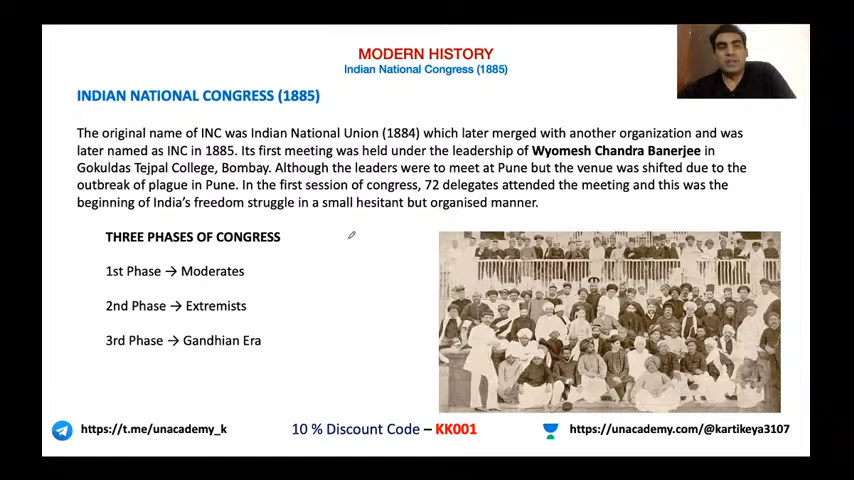 MODERN HISTORY
Indian National Congress (1885)
INDIAN NATIONAL CONGRESS (1885)
The original name of INC was Indian National Union (1884) which later merged with another organization and was
later named as INC in 1885. Its first meeting was held under the leadership of Wyomesh Chandra Banerjee in
Gokuldas Tejpal College, Bombay. Although the leaders were to meet at Pune but the venue was shifted due to the
outbreak of plague in Pune. In the first session of congress, 72 delegates attended the meeting and this was the
beginning of India's freedom struggle in a small hesitant but organised manner.
THREE PHASES OF CONGRESS
1st Phase → Moderates
2nd Phase → Extremists
3rd Phase → Gandhian Era
https://t.me/unacademy_k
10 % Discount Code – KK001
https://unacademy.com/@kartikeya3107